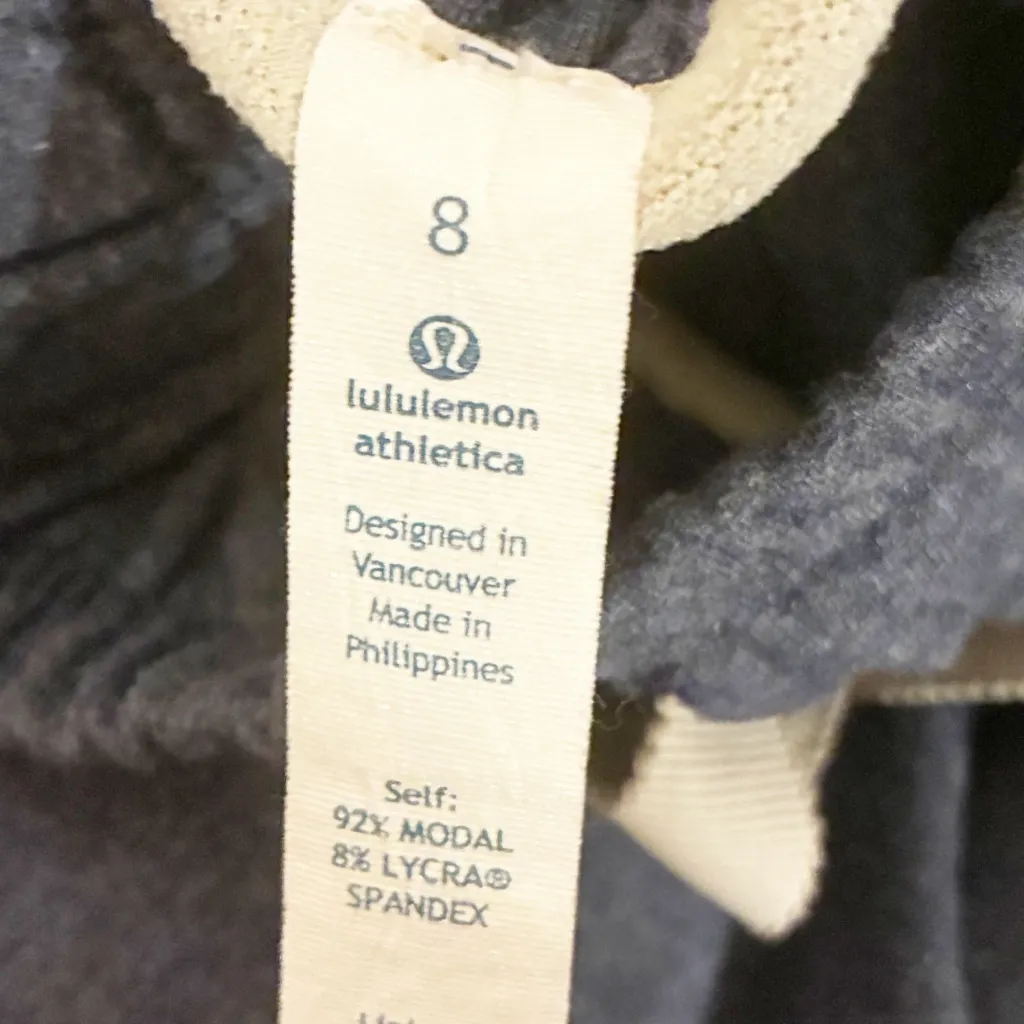 8
lululemon
athletica
Designed in
Vancouver
Made in
Philippines
Self:
92% MODAL
8% LYCRA®
SPANDEX